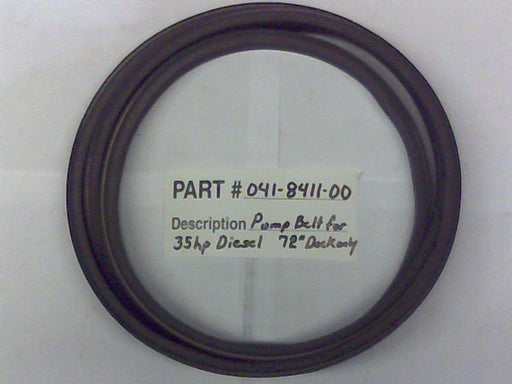 PART # 041-8411-00
Description Pump Belt for
35hp Diesel 72" Deck only